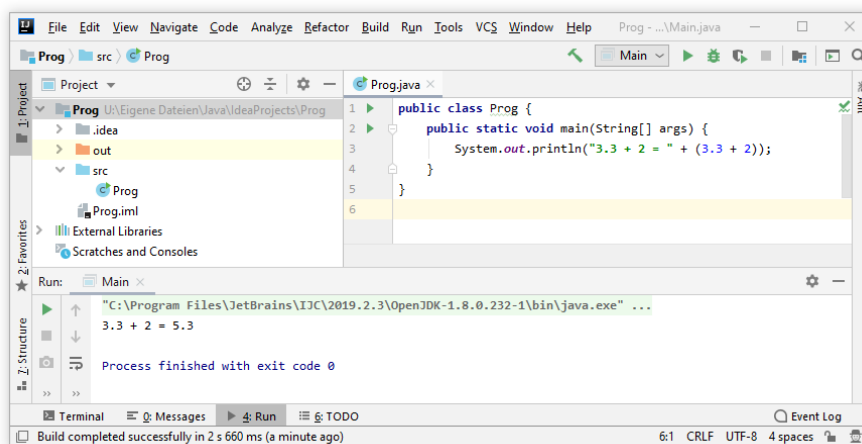 File Edit View Navigate Code Analyze Refactor Build Run Tools VCS Window Help Prog - ...\Main.java
Prog src Prog Main
1: Project
Project
Prog.java
Prog U:\Eigene Dateien\Java\IdeaProjects\Prog
.idea
out
src
Prog
Prog.iml
External Libraries
Scratches and Consoles
1 public class Prog {
2 public static void main(String[] args) {
3 System.out.println("3.3 + 2 = " + (3.3 + 2));
4 }
5 }
6
2: Favorites
7: Structure
Run: Main
"C:\Program Files\JetBrains\IJC\2019.2.3\OpenJDK-1.8.0.232-1\bin\java.exe" ...
3.3 + 2 = 5.3
Process finished with exit code 0
Terminal 0: Messages 4: Run 6: TODO Event Log
Build completed successfully in 2 s 660 ms (a minute ago) 6:1 CRLF UTF-8 4 spaces